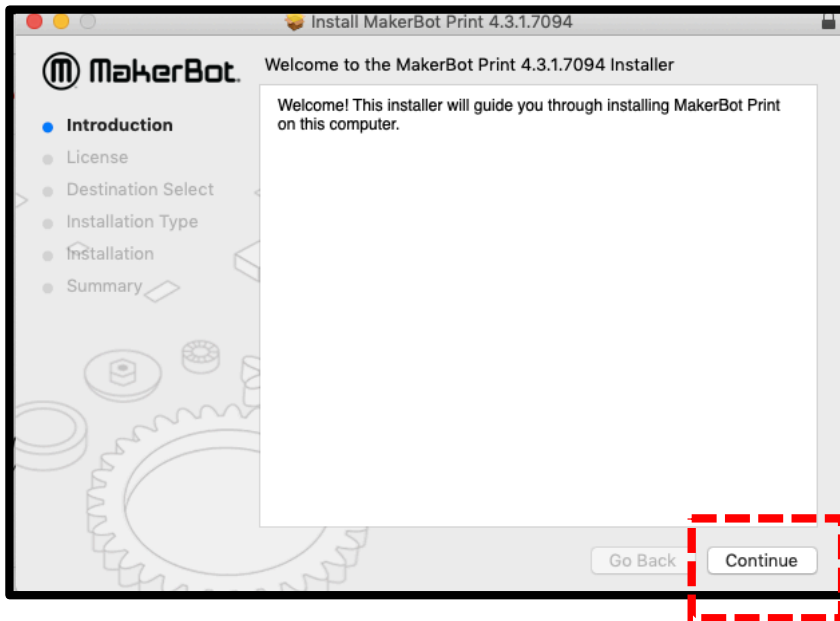 Install MakerBot Print 4.3.1.7094
MakerBot.
Welcome to the MakerBot Print 4.3.1.7094 Installer
Introduction
License
Destination Select
Installation Type
Installation
Summary
Welcome! This installer will guide you through installing MakerBot Print
on this computer.
Go Back
Continue